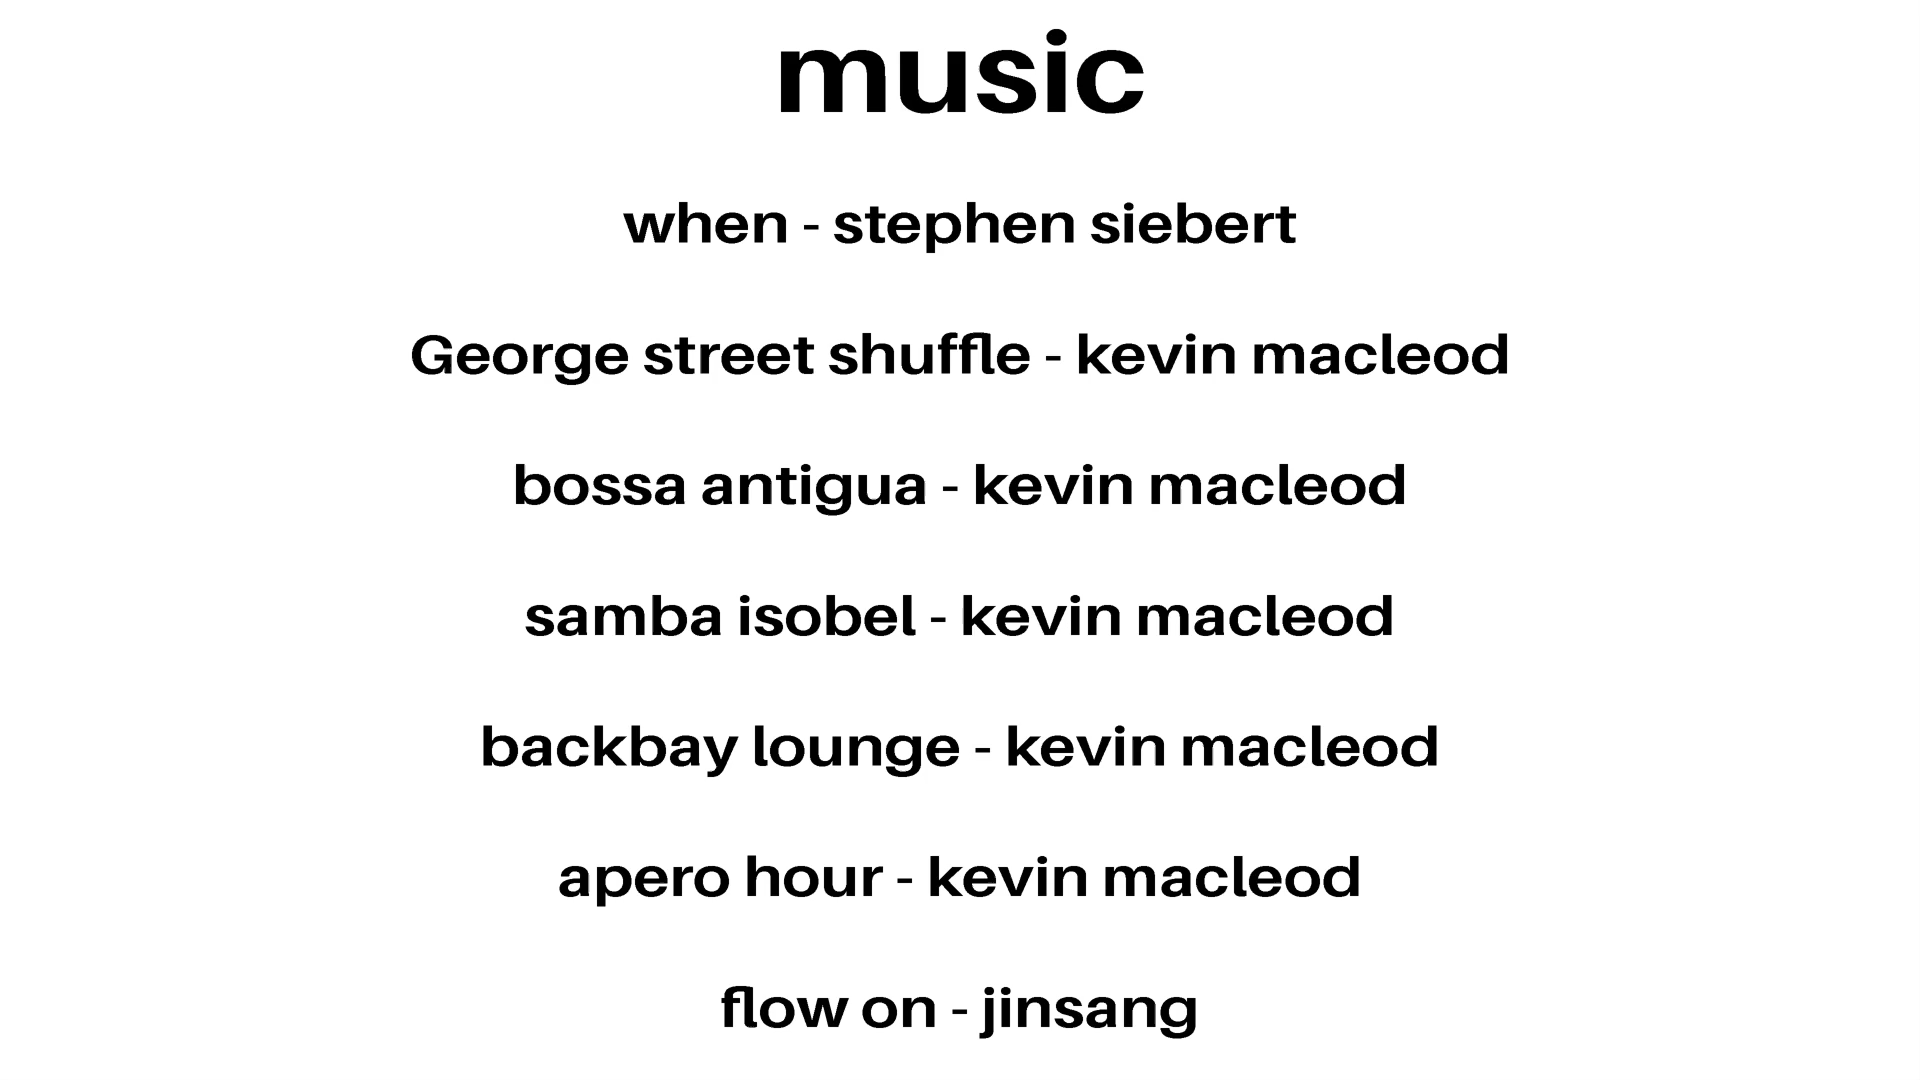 music
when - stephen siebert
George street shuffle - kevin macleod
bossa antigua - kevin macleod
samba isobel - kevin macleod
backbay lounge - kevin macleod
apero hour - kevin macleod
flow on - jinsang